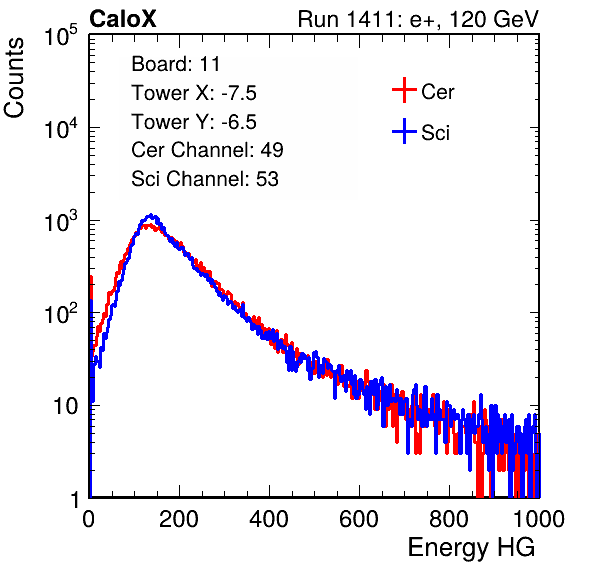 CaloX
Run 1411: e+, 120 GeV
Board: 11
Tower X: -7.5
Tower Y: -6.5
Cer Channel: 49
Sci Channel: 53
Cer
Sci
Counts
10^5
10^4
10^3
10^2
10
1
0 200 400 600 800 1000
Energy HG